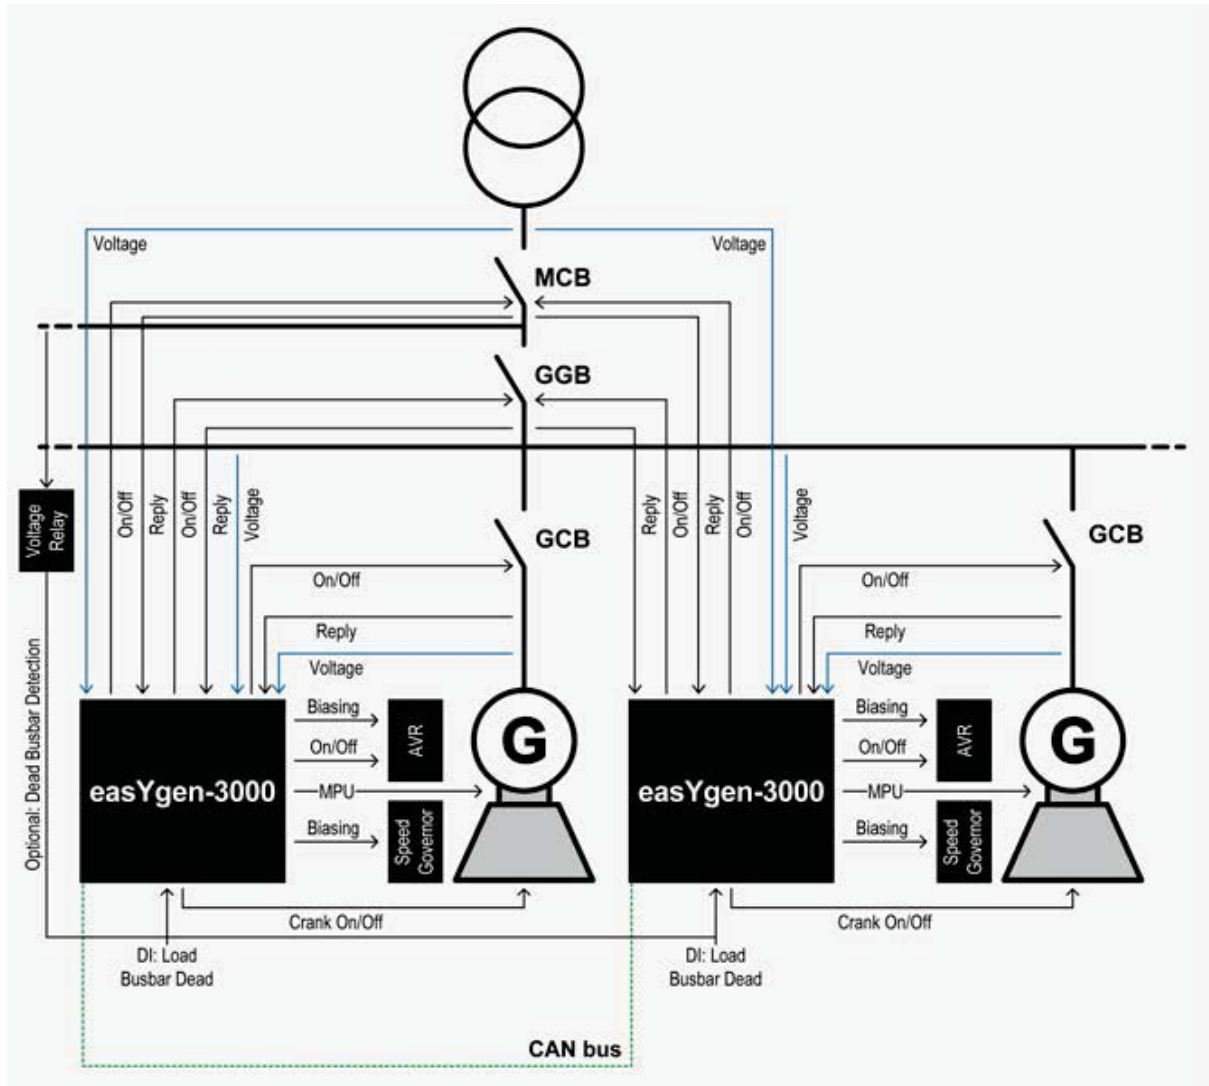 Voltage
Voltage
MCB
GGB
On/Off
Reply
On/Off
Reply
Voltage
Reply
On/Off
Reply
On/Off
Voltage
Voltage
Relay
GCB
GCB
On/Off
On/Off
Reply
Reply
Voltage
Voltage
Optional: Dead Busbar Detection
easYgen-3000
Biasing
On/Off
MPU
Biasing
AVR
Speed
Governor
G
easYgen-3000
Biasing
On/Off
MPU
Biasing
AVR
Speed
Governor
G
Crank On/Off
Crank On/Off
DI: Load
Busbar Dead
DI: Load
Busbar Dead
CAN bus